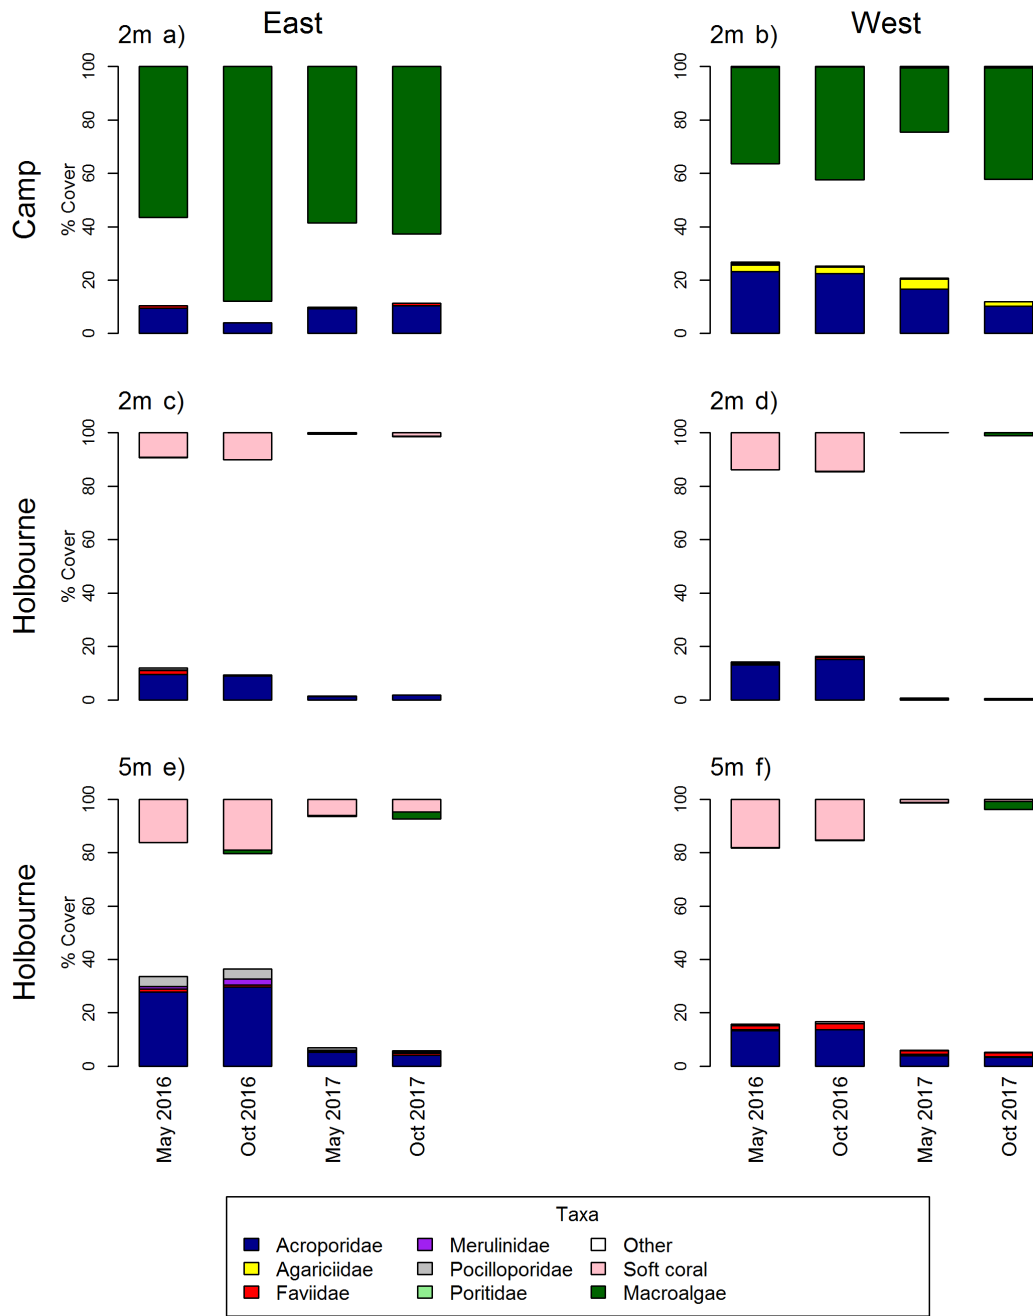 East
West
2m a)
2m b)
Camp
% Cover
100
80
60
40
20
0
100
80
60
40
20
0
2m c)
2m d)
Holbourne
% Cover
100
80
60
40
20
0
100
80
60
40
20
0
5m e)
5m f)
Holbourne
% Cover
100
80
60
40
20
0
100
80
60
40
20
0
May 2016
Oct 2016
May 2017
Oct 2017
May 2016
Oct 2016
May 2017
Oct 2017
Taxa
Acroporidae
Merulinidae
Other
Agariciidae
Pocilloporidae
Soft coral
Faviidae
Poritidae
Macroalgae